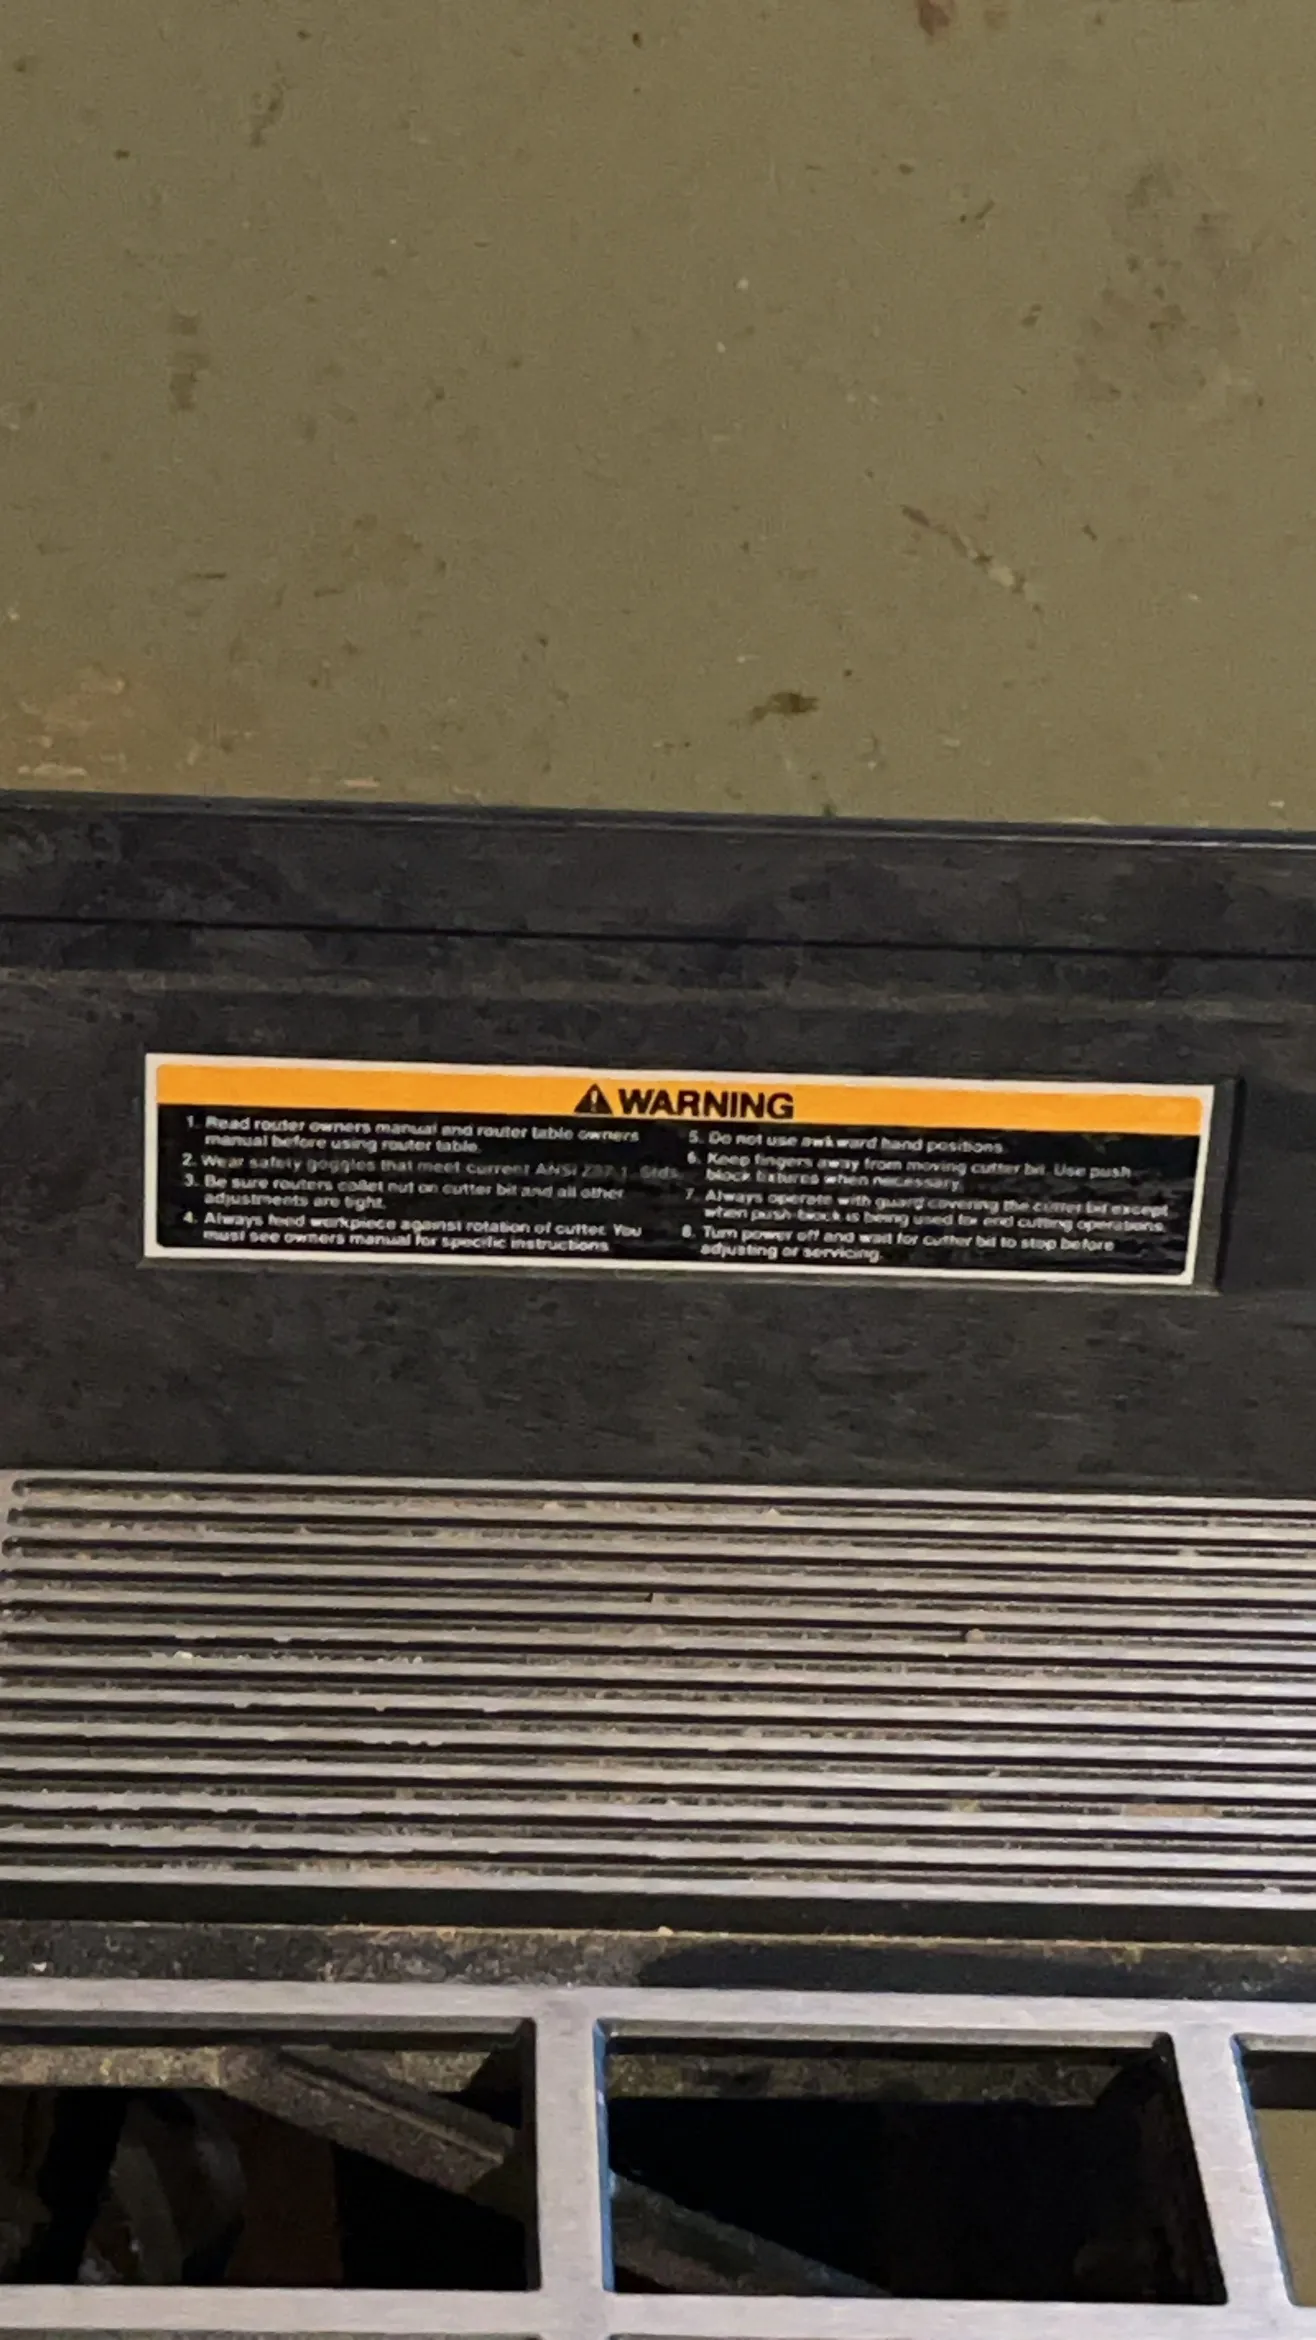 WARNING
1. Read router owners manual and router table owners
manual before using router table.
2. Wear safety goggles that meet current ANSI Z87.1. Stds.
3. Be sure routers collet nut on cutter bit and all other
adjustments are tight.
4. Always feed workpiece against rotation of cutter. You
must see owners manual for specific instructions
5. Do not use awkward hand positions.
6. Keep fingers away from moving cutter bit. Use push
block fixtures when necessary.
7. Always operate with guard covering the cutter bit except
when push block is being used for end cutting operations.
8. Turn power off and wait for cutter bit to stop before
adjusting or servicing.